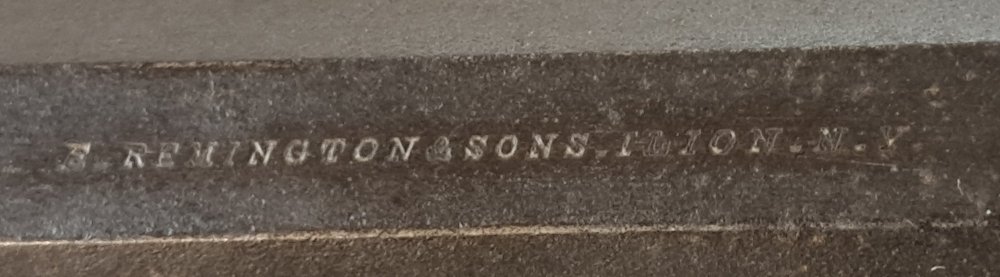 E. REMINGTON & SONS. ILION. N. Y